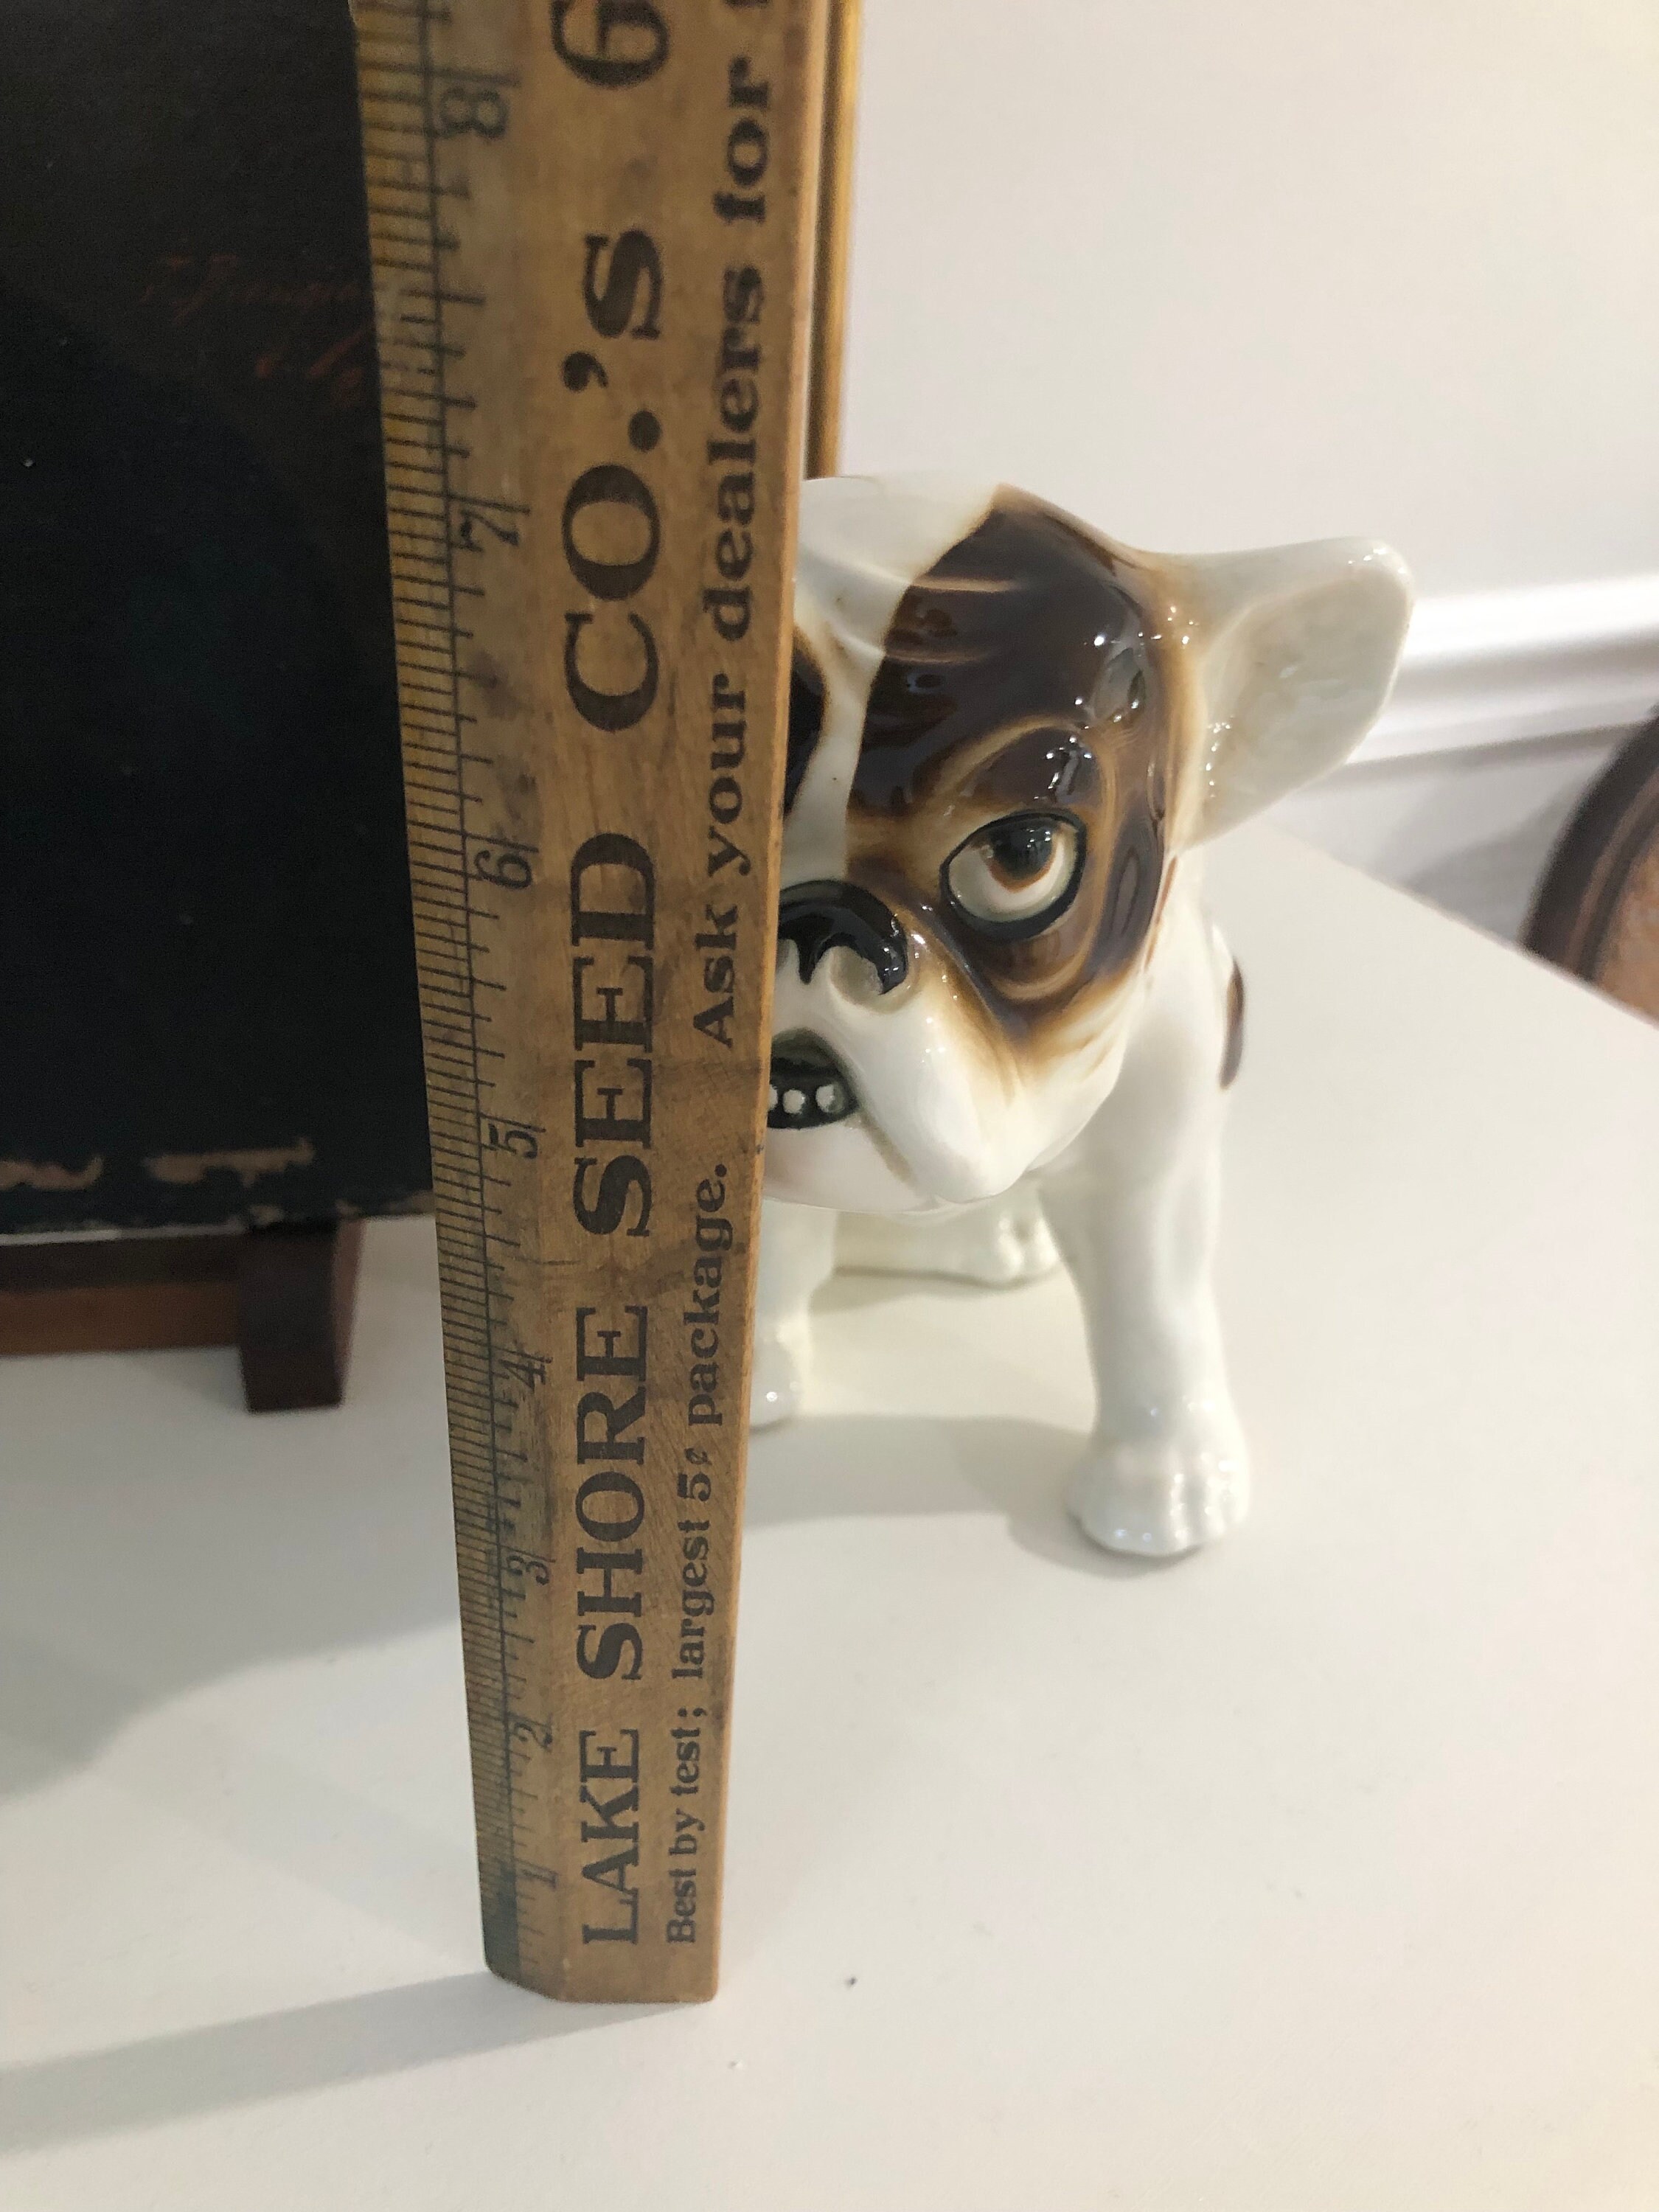 LAKE SHORE SEED CO.'S G
Best by test; largest 5¢ package. Ask your dealers for
1 2 3 4 5 6 7 8